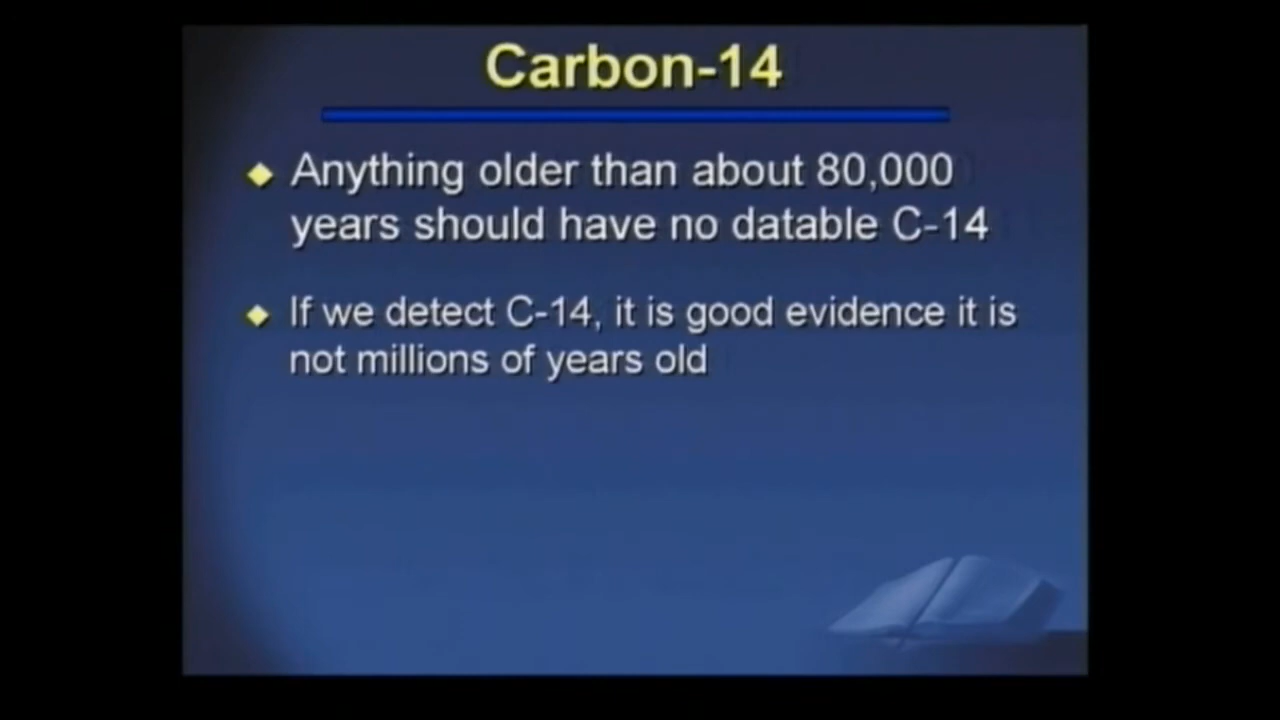 Carbon-14
Anything older than about 80,000
years should have no datable C-14
If we detect C-14, it is good evidence it is
not millions of years old